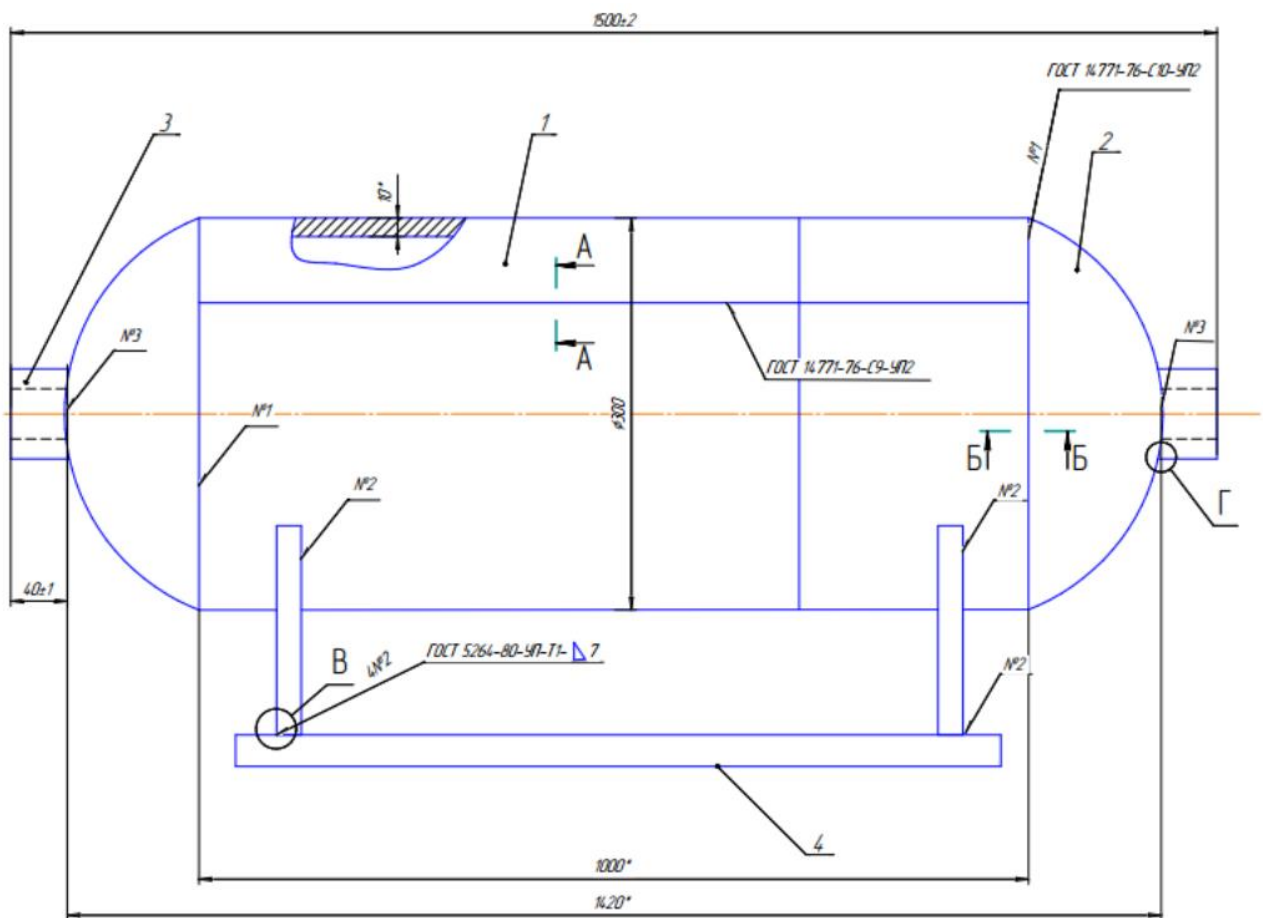 1500±2
ГОСТ 14771-76-С10-УП2
3
1
№1
2
10*
А
№3
№3
А
ГОСТ 14771-76-С9-УП2
№1
⌀300
Б
Б
№2
№2
Г
40±1
В
4№2
ГОСТ 5264-80-УП-Т1-◺7
№2
4
1000*
1420*